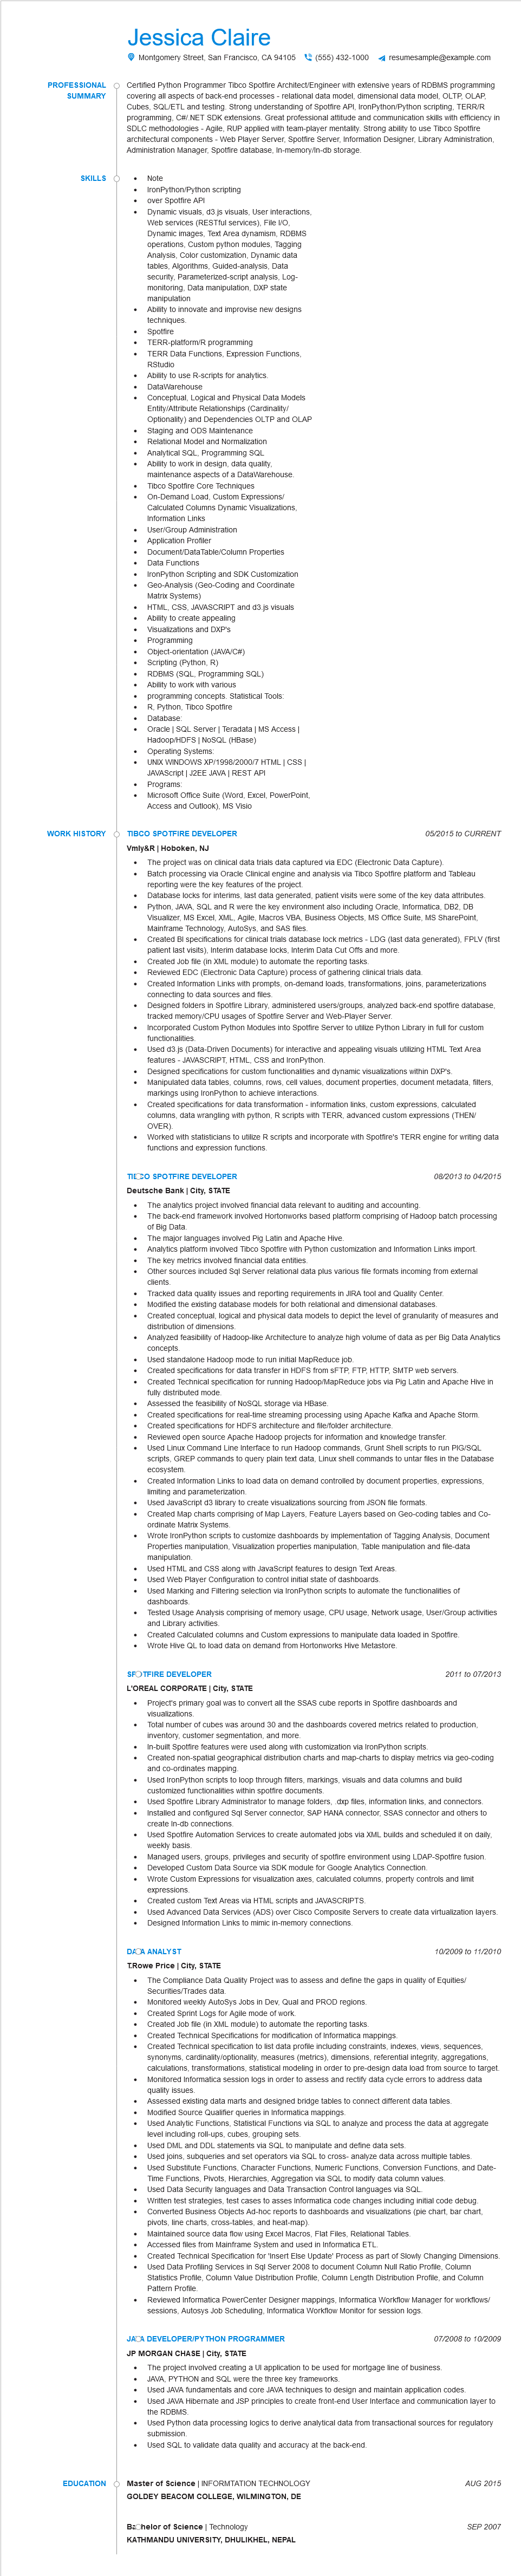 Jessica Claire
Montgomery Street, San Francisco, CA 94105 (555) 432-1000 resumesample@example.com
PROFESSIONAL SUMMARY
Certified Python Programmer Tibco Spotfire Architect/Engineer with extensive years of RDBMS programming
covering all aspects of back-end processes - relational data model, dimensional data model, OLTP, OLAP,
Cubes, SQL/ETL and testing. Strong understanding of Spotfire API, IronPython/Python scripting, TERR/R
programming, C#/.NET SDK extensions. Great professional attitude and communication skills with efficiency in
SDLC methodologies - Agile, RUP applied with team-player mentality. Strong ability to use Tibco Spotfire
architectural components - Web Player Server, Spotfire Server, Information Designer, Library Administration,
Administration Manager, Spotfire database, In-memory/In-db storage.
SKILLS
• Note
• IronPython/Python scripting
• over Spotfire API
• Dynamic visuals, d3.js visuals, User interactions,
Web services (RESTful services), File I/O,
Dynamic images, Text Area dynamism, RDBMS
operations, Custom python modules, Tagging
Analysis, Color customization, Dynamic data
tables, Algorithms, Guided-analysis, Data
security, Parameterized-script analysis, Log-
monitoring, Data manipulation, DXP state
manipulation
• Ability to innovate and improvise new designs
techniques.
• Spotfire
• TERR-platform/R programming
• TERR Data Functions, Expression Functions,
RStudio
• Ability to use R-scripts for analytics.
• DataWarehouse
• Conceptual, Logical and Physical Data Models
Entity/Attribute Relationships (Cardinality/
Optionality) and Dependencies OLTP and OLAP
• Staging and ODS Maintenance
• Relational Model and Normalization
• Analytical SQL, Programming SQL
• Ability to work in design, data quality,
maintenance aspects of a DataWarehouse.
• Tibco Spotfire Core Techniques
• On-Demand Load, Custom Expressions/
Calculated Columns Dynamic Visualizations,
Information Links
• User/Group Administration
• Application Profiler
• Document/DataTable/Column Properties
• Data Functions
• IronPython Scripting and SDK Customization
• Geo-Analysis (Geo-Coding and Coordinate
Matrix Systems)
• HTML, CSS, JAVASCRIPT and d3.js visuals
• Ability to create appealing
• Visualizations and DXP's
• Programming
• Object-orientation (JAVA/C#)
• Scripting (Python, R)
• RDBMS (SQL, Programming SQL)
• Ability to work with various
• programming concepts. Statistical Tools:
• R, Python, Tibco Spotfire
• Database:
• Oracle | SQL Server | Teradata | MS Access |
Hadoop/HDFS | NoSQL (HBase)
• Operating Systems:
• UNIX WINDOWS XP/1998/2000/7 HTML | CSS |
JAVAScript | J2EE JAVA | REST API
• Programs:
• Microsoft Office Suite (Word, Excel, PowerPoint,
Access and Outlook), MS Visio
WORK HISTORY
TIBCO SPOTFIRE DEVELOPER 05/2015 to CURRENT
Vmly&R | Hoboken, NJ
• The project was on clinical data trials data captured via EDC (Electronic Data Capture).
• Batch processing via Oracle Clinical engine and analysis via Tibco Spotfire platform and Tableau
reporting were the key features of the project.
• Database locks for interims, last data generated, patient visits were some of the key data attributes.
• Python, JAVA, SQL and R were the key environment also including Oracle, Informatica, DB2, DB
Visualizer, MS Excel, XML, Agile, Macros VBA, Business Objects, MS Office Suite, MS SharePoint,
Mainframe Technology, AutoSys, and SAS files.
• Created BI specifications for clinical trials database lock metrics - LDG (last data generated), FPLV (first
patient last visits), Interim database locks, Interim Data Cut Offs and more.
• Created Job file (in XML module) to automate the reporting tasks.
• Reviewed EDC (Electronic Data Capture) process of gathering clinical trials data.
• Created Information Links with prompts, on-demand loads, transformations, joins, parameterizations
connecting to data sources and files.
• Designed folders in Spotfire Library, administered users/groups, analyzed back-end spotfire database,
tracked memory/CPU usages of Spotfire Server and Web-Player Server.
• Incorporated Custom Python Modules into Spotfire Server to utilize Python Library in full for custom
functionalities.
• Used d3.js (Data-Driven Documents) for interactive and appealing visuals utilizing HTML Text Area
features - JAVASCRIPT, HTML, CSS and IronPython.
• Designed specifications for custom functionalities and dynamic visualizations within DXP's.
• Manipulated data tables, columns, rows, cell values, document properties, document metadata, filters,
markings using IronPython to achieve interactions.
• Created specifications for data transformation - information links, custom expressions, calculated
columns, data wrangling with python, R scripts with TERR, advanced custom expressions (THEN/
OVER).
• Worked with statisticians to utilize R scripts and incorporate with Spotfire's TERR engine for writing data
functions and expression functions.
TIBCO SPOTFIRE DEVELOPER 08/2013 to 04/2015
Deutsche Bank | City, STATE
• The analytics project involved financial data relevant to auditing and accounting.
• The back-end framework involved Hortonworks based platform comprising of Hadoop batch processing
of Big Data.
• The major languages involved Pig Latin and Apache Hive.
• Analytics platform involved Tibco Spotfire with Python customization and Information Links import.
• The key metrics involved financial data entities.
• Other sources included Sql Server relational data plus various file formats incoming from external
clients.
• Tracked data quality issues and reporting requirements in JIRA tool and Quality Center.
• Modified the existing database models for both relational and dimensional databases.
• Created conceptual, logical and physical data models to depict the level of granularity of measures and
distribution of dimensions.
• Analyzed feasibility of Hadoop-like Architecture to analyze high volume of data as per Big Data Analytics
concepts.
• Used standalone Hadoop mode to run initial MapReduce job.
• Created specifications for data transfer in HDFS from sFTP, FTP, HTTP, SMTP web servers.
• Created Technical specification for running Hadoop/MapReduce jobs via Pig Latin and Apache Hive in
fully distributed mode.
• Assessed the feasibility of NoSQL storage via HBase.
• Created specifications for real-time streaming processing using Apache Kafka and Apache Storm.
• Created specifications for HDFS architecture and file/folder architecture.
• Reviewed open source Apache Hadoop projects for information and knowledge transfer.
• Used Linux Command Line Interface to run Hadoop commands, Grunt Shell scripts to run PIG/SQL
scripts, GREP commands to query plain text data, Linux shell commands to untar files in the Database
ecosystem.
• Created Information Links to load data on demand controlled by document properties, expressions,
limiting and parameterization.
• Used JavaScript d3 library to create visualizations sourcing from JSON file formats.
• Created Map charts comprising of Map Layers, Feature Layers based on Geo-coding tables and Co-
ordinate Matrix Systems.
• Wrote IronPython scripts to customize dashboards by implementation of Tagging Analysis, Document
Properties manipulation, Visualization properties manipulation, Table manipulation and file-data
manipulation.
• Used HTML and CSS along with JavaScript features to design Text Areas.
• Used Web Player Configuration to control initial state of dashboards.
• Used Marking and Filtering selection via IronPython scripts to automate the functionalities of
dashboards.
• Tested Usage Analysis comprising of memory usage, CPU usage, Network usage, User/Group activities
and Library activities.
• Created Calculated columns and Custom expressions to manipulate data loaded in Spotfire.
• Wrote Hive QL to load data on demand from Hortonworks Hive Metastore.
SPOTFIRE DEVELOPER 2011 to 07/2013
L'OREAL CORPORATE | City, STATE
• Project's primary goal was to convert all the SSAS cube reports in Spotfire dashboards and
visualizations.
• Total number of cubes was around 30 and the dashboards covered metrics related to production,
inventory, customer segmentation, and more.
• In-built Spotfire features were used along with customization via IronPython scripts.
• Created non-spatial geographical distribution charts and map-charts to display metrics via geo-coding
and co-ordinates mapping.
• Used IronPython scripts to loop through filters, markings, visuals and data columns and build
customized functionalities within spotfire documents.
• Used Spotfire Library Administrator to manage folders, .dxp files, information links, and connectors.
• Installed and configured Sql Server connector, SAP HANA connector, SSAS connector and others to
create In-db connections.
• Used Spotfire Automation Services to create automated jobs via XML builds and scheduled it on daily,
weekly basis.
• Managed users, groups, privileges and security of spotfire environment using LDAP-Spotfire fusion.
• Developed Custom Data Source via SDK module for Google Analytics Connection.
• Wrote Custom Expressions for visualization axes, calculated columns, property controls and limit
expressions.
• Created custom Text Areas via HTML scripts and JAVASCRIPTS.
• Used Advanced Data Services (ADS) over Cisco Composite Servers to create data virtualization layers.
• Designed Information Links to mimic in-memory connections.
DATA ANALYST 10/2009 to 11/2010
T.Rowe Price | City, STATE
• The Compliance Data Quality Project was to assess and define the gaps in quality of Equities/
Securities/Trades data.
• Monitored weekly AutoSys Jobs in Dev, Qual and PROD regions.
• Created Sprint Logs for Agile mode of work.
• Created Job file (in XML module) to automate the reporting tasks.
• Created Technical Specifications for modification of Informatica mappings.
• Created Technical specification to list data profile including constraints, indexes, views, sequences,
synonyms, cardinality/optionality, measures (metrics), dimensions, referential integrity, aggregations,
calculations, transformations, statistical modeling in order to pre-design data load from source to target.
• Monitored Informatica session logs in order to assess and rectify data cycle errors to address data
quality issues.
• Assessed existing data marts and designed bridge tables to connect different data tables.
• Modified Source Qualifier queries in Informatica mappings.
• Used Analytic Functions, Statistical Functions via SQL to analyze and process the data at aggregate
level including roll-ups, cubes, grouping sets.
• Used DML and DDL statements via SQL to manipulate and define data sets.
• Used joins, subqueries and set operators via SQL to cross- analyze data across multiple tables.
• Used Substitute Functions, Character Functions, Numeric Functions, Conversion Functions, and Date-
Time Functions, Pivots, Hierarchies, Aggregation via SQL to modify data column values.
• Used Data Security languages and Data Transaction Control languages via SQL.
• Written test strategies, test cases to asses Informatica code changes including initial code debug.
• Converted Business Objects Ad-hoc reports to dashboards and visualizations (pie chart, bar chart,
pivots, line charts, cross-tables, and heat-map).
• Maintained source data flow using Excel Macros, Flat Files, Relational Tables.
• Accessed files from Mainframe System and used in Informatica ETL.
• Created Technical Specification for 'Insert Else Update' Process as part of Slowly Changing Dimensions.
• Used Data Profiling Services in Sql Server 2008 to document Column Null Ratio Profile, Column
Statistics Profile, Column Value Distribution Profile, Column Length Distribution Profile, and Column
Pattern Profile.
• Reviewed Informatica PowerCenter Designer mappings, Informatica Workflow Manager for workflows/
sessions, Autosys Job Scheduling, Informatica Workflow Monitor for session logs.
JAVA DEVELOPER/PYTHON PROGRAMMER 07/2008 to 10/2009
JP MORGAN CHASE | City, STATE
• The project involved creating a UI application to be used for mortgage line of business.
• JAVA, PYTHON and SQL were the three key frameworks.
• Used JAVA fundamentals and core JAVA techniques to design and maintain application codes.
• Used JAVA Hibernate and JSP principles to create front-end User Interface and communication layer to
the RDBMS.
• Used Python data processing logics to derive analytical data from transactional sources for regulatory
submission.
• Used SQL to validate data quality and accuracy at the back-end.
EDUCATION
Master of Science | INFORMTATION TECHNOLOGY AUG 2015
GOLDEY BEACOM COLLEGE, WILMINGTON, DE
Bachelor of Science | Technology SEP 2007
KATHMANDU UNIVERSITY, DHULIKHEL, NEPAL